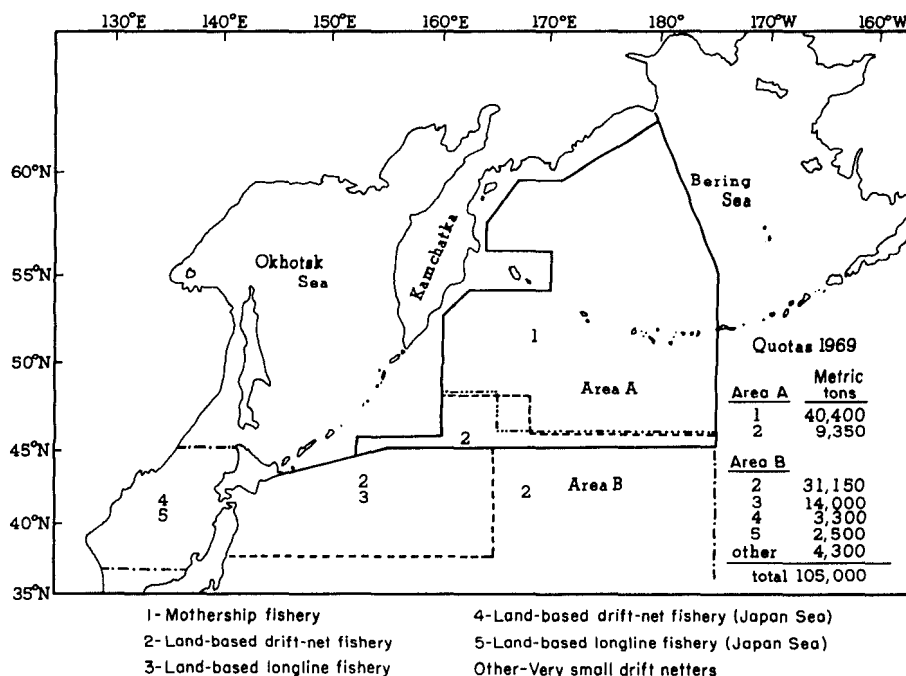 130°E 140°E 150°E 160°E 170°E 180° 170°W 160°W
60°N
55°N
50°N
45°N
40°N
35°N
Okhotsk
Sea
Kamchatka
Bering
Sea
1
Area A
2
2
3
2
Area B
4
5
Quotas 1969
Area A Metric tons
1 40,400
2 9,350
Area B
2 31,150
3 14,000
4 3,300
5 2,500
other 4,300
total 105,000
1-Mothership fishery
2-Land-based drift-net fishery
3-Land-based longline fishery
4-Land-based drift-net fishery (Japan Sea)
5-Land-based longline fishery (Japan Sea)
Other-Very small drift netters